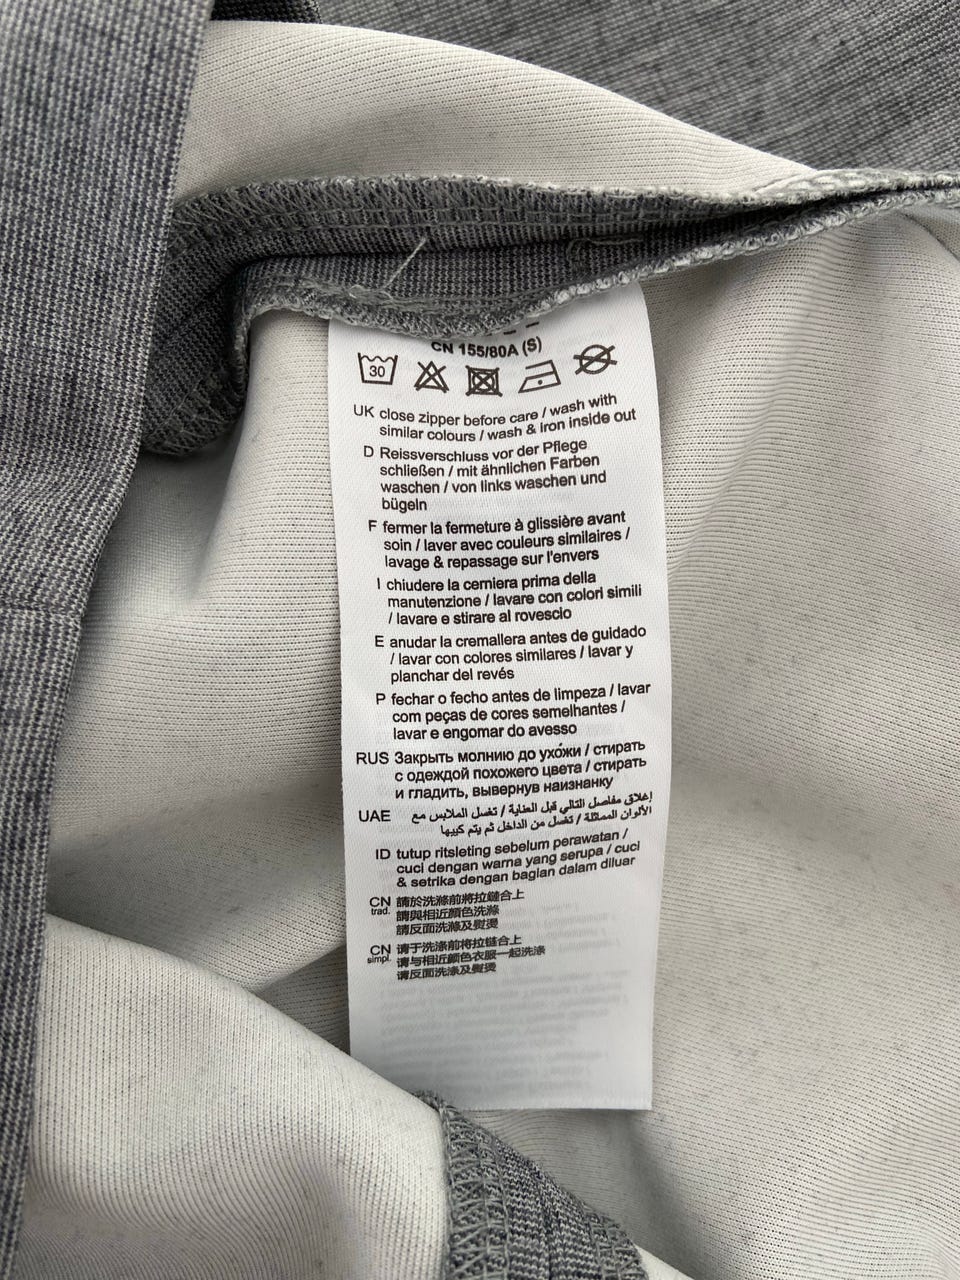 CN 155/80A (S)
30
UK close zipper before care / wash with
similar colours / wash & iron inside out
D Reissverschluss vor der Pflege
schließen / mit ähnlichen Farben
waschen / von links waschen und
bügeln
F fermer la fermeture à glissière avant
soin / laver avec couleurs similaires /
lavage & repassage sur l'envers
I chiudere la cerniera prima della
manutenzione / lavare con colori simili
/ lavare e stirare al rovescio
E anudar la cremallera antes de guidado
/ lavar con colores similares / lavar y
planchar del revés
P fechar o fecho antes de limpeza / lavar
com peças de cores semelhantes /
lavar e engomar do avesso
RUS Закрыть молнию до ухо́жи / стирать
с одеждой похожего цвета / стирать
и гладить, вывернув наизнанку
UAE إغلاق مفاصل التالي قبل العناية / تغسل الملابس مع
الألوان المماثلة / تغسل من الداخل ثم يتم كييها
ID tutup ritsleting sebelum perawatan /
cuci dengan warna yang serupa / cuci
& setrika dengan bagian dalam diluar
CN trad. 請於洗滌前將拉鏈合上
請與相近顏色洗滌
請反面洗滌及熨燙
CN simpl. 请于洗涤前将拉链合上
请与相近颜色衣服一起洗涤
请反面洗涤及熨烫